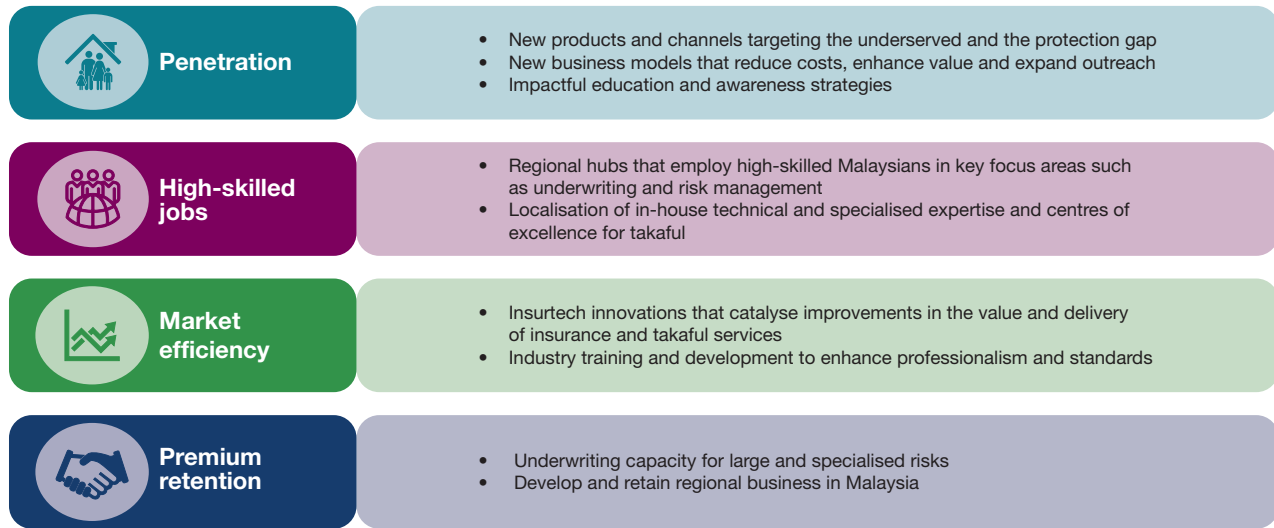 Penetration
• New products and channels targeting the underserved and the protection gap
• New business models that reduce costs, enhance value and expand outreach
• Impactful education and awareness strategies
High-skilled
jobs
• Regional hubs that employ high-skilled Malaysians in key focus areas such
as underwriting and risk management
• Localisation of in-house technical and specialised expertise and centres of
excellence for takaful
Market
efficiency
• Insurtech innovations that catalyse improvements in the value and delivery
of insurance and takaful services
• Industry training and development to enhance professionalism and standards
Premium
retention
• Underwriting capacity for large and specialised risks
• Develop and retain regional business in Malaysia